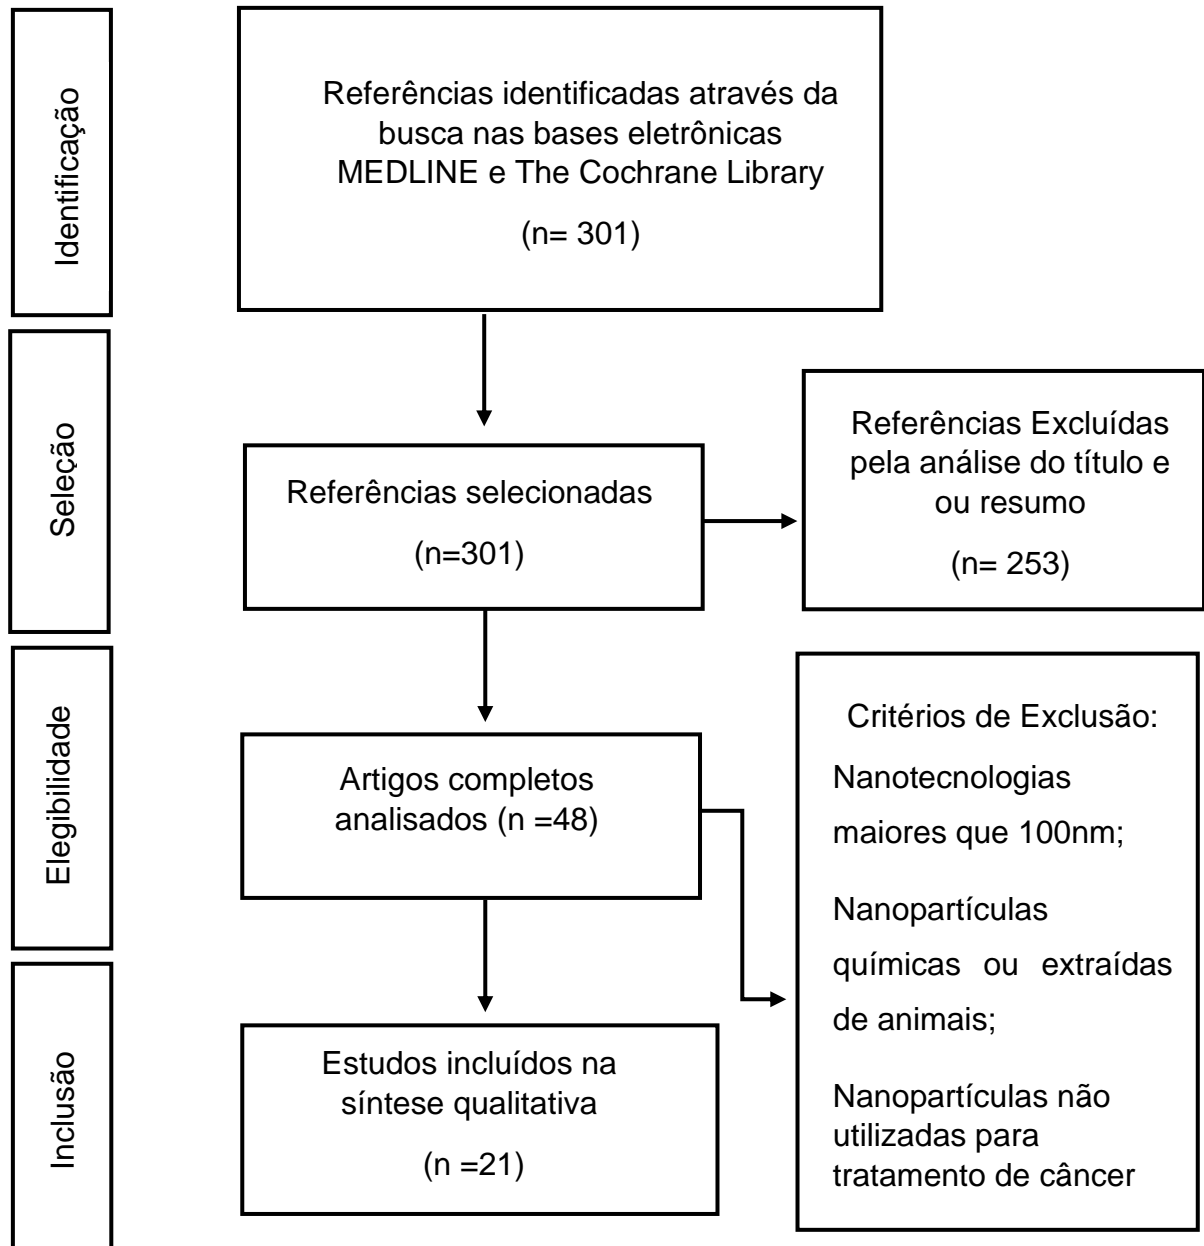 Identificação
Referências identificadas através da
busca nas bases eletrônicas
MEDLINE e The Cochrane Library
(n= 301)
Seleção
Referências selecionadas
(n=301)
Referências Excluídas
pela análise do título e
ou resumo
(n= 253)
Elegibilidade
Artigos completos
analisados (n =48)
Critérios de Exclusão:
Nanotecnologias
maiores que 100nm;
Nanopartículas
químicas ou extraídas
de animais;
Nanopartículas não
utilizadas para
tratamento de câncer
Inclusão
Estudos incluídos na
síntese qualitativa
(n =21)